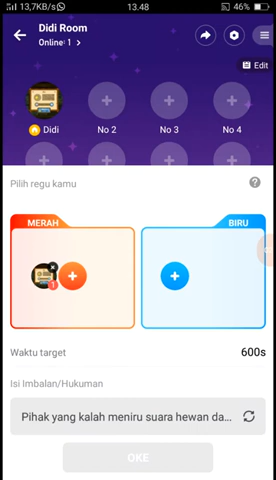 13,7KB/s 13.48 46%
Didi Room
Online: 1 >
Edit
Didi No 2 No 3 No 4
Pilih regu kamu
MERAH BIRU
1
Waktu target 600s
Isi Imbalan/Hukuman
Pihak yang kalah meniru suara hewan da...
OKE